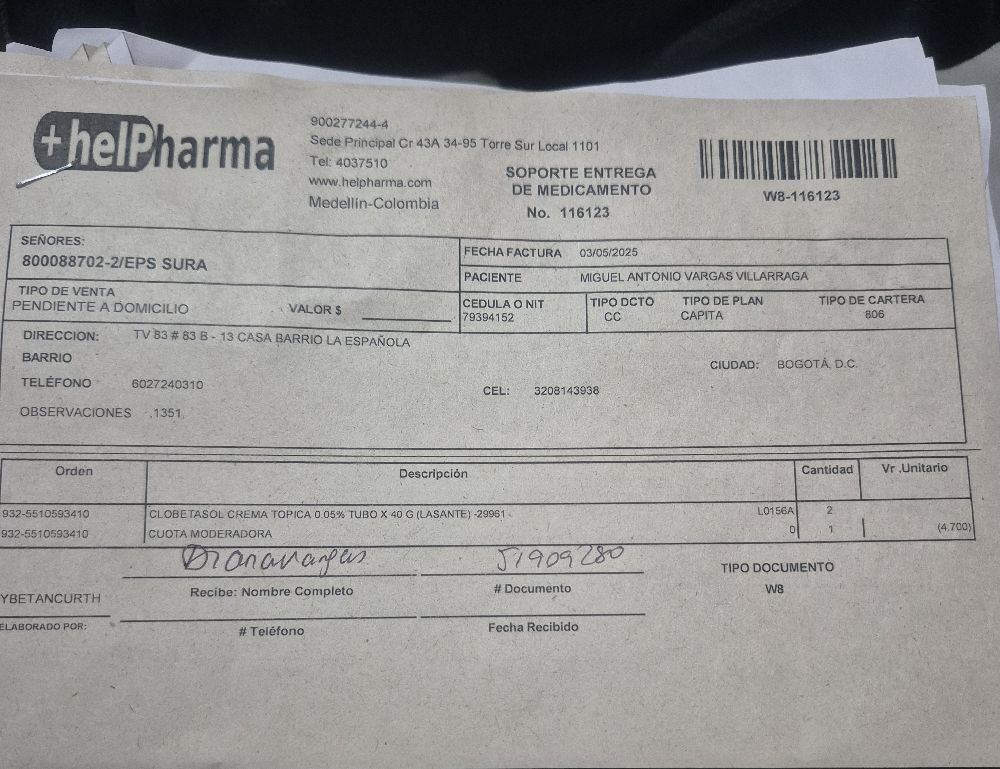 +helPharma
900277244-4
Sede Principal Cr 43A 34-95 Torre Sur Local 1101
Tel: 4037510
www.helpharma.com
Medellín-Colombia
SOPORTE ENTREGA
DE MEDICAMENTO
No. 116123
W8-116123
SEÑORES:
800088702-2/EPS SURA
FECHA FACTURA 03/05/2025
PACIENTE MIGUEL ANTONIO VARGAS VILLARRAGA
TIPO DE VENTA
PENDIENTE A DOMICILIO VALOR $
CEDULA O NIT TIPO DCTO TIPO DE PLAN TIPO DE CARTERA
79394152 CC CAPITA 806
DIRECCION: TV 83 # 83 B - 13 CASA BARRIO LA ESPAÑOLA
BARRIO
CIUDAD: BOGOTÁ, D.C.
TELÉFONO 6027240310
CEL: 3208143938
OBSERVACIONES .1351.
Orden Descripción Cantidad Vr .Unitario
932-5510593410 CLOBETASOL CREMA TOPICA 0.05% TUBO X 40 G (LASANTE) -29961 - L0156A 2
932-5510593410 CUOTA MODERADORA 0 1 (4.700)
Diana Vargas 51909280
Recibe: Nombre Completo # Documento
TIPO DOCUMENTO
W8
YBETANCURTH
ELABORADO POR:
# Teléfono Fecha Recibido